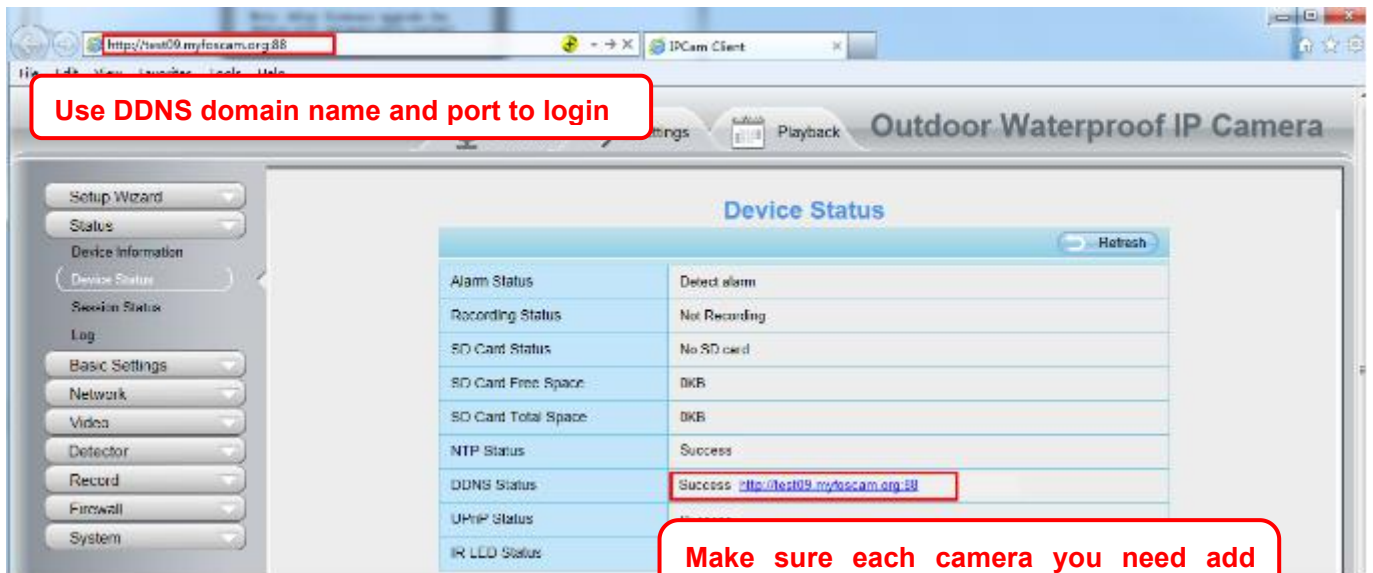 http://test09.myfoscam.org:88
IPCam Client
Use DDNS domain name and port to login
Playback
Outdoor Waterproof IP Camera
Setup Wizard
Status
Device Information
Device Status
Session Status
Log
Basic Settings
Network
Video
Detector
Record
Firewall
System
Device Status
Refresh
Alarm Status
Detect alarm
Recording Status
Not Recording
SD Card Status
No SD card
SD Card Free Space
0KB
SD Card Total Space
0KB
NTP Status
Success
DDNS Status
Success http://test09.myfoscam.org:88
UPnP Status
IR LED Status
Make sure each camera you need add